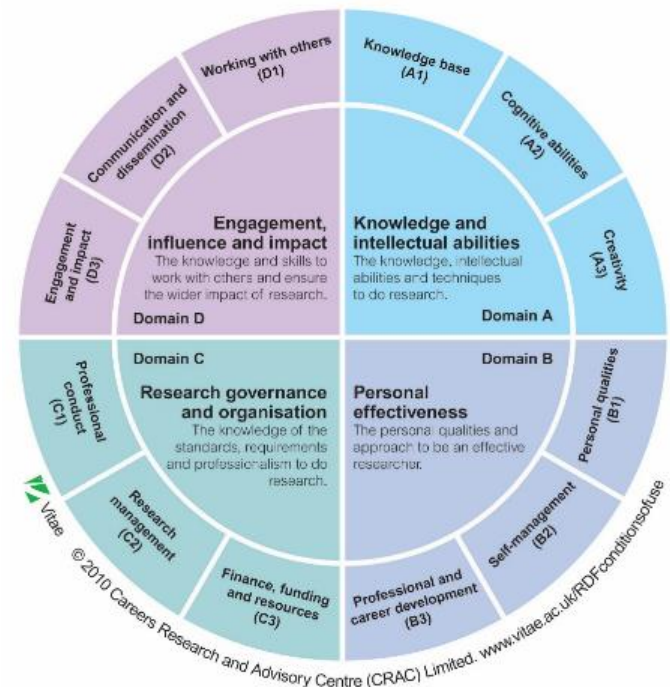 Knowledge base
(A1)
Cognitive abilities
(A2)
Creativity
(A3)
Knowledge and
intellectual abilities
The knowledge, intellectual
abilities and techniques
to do research.
Domain A
Domain B
Personal
effectiveness
The personal qualities and
approach to be an effective
researcher.
Personal qualities
(B1)
Self-management
(B2)
Professional and
career development
(B3)
Domain C
Research governance
and organisation
The knowledge of the
standards, requirements
and professionalism to do
research.
Professional
conduct
(C1)
Research
management
(C2)
Finance, funding
and resources
(C3)
Working with others
(D1)
Communication and
dissemination
(D2)
Engagement
and impact
(D3)
Engagement,
influence and impact
The knowledge and skills to
work with others and ensure
the wider impact of research.
Domain D
Vitae
© 2010 Careers Research and Advisory Centre (CRAC) Limited. www.vitae.ac.uk/RDFconditionsofuse